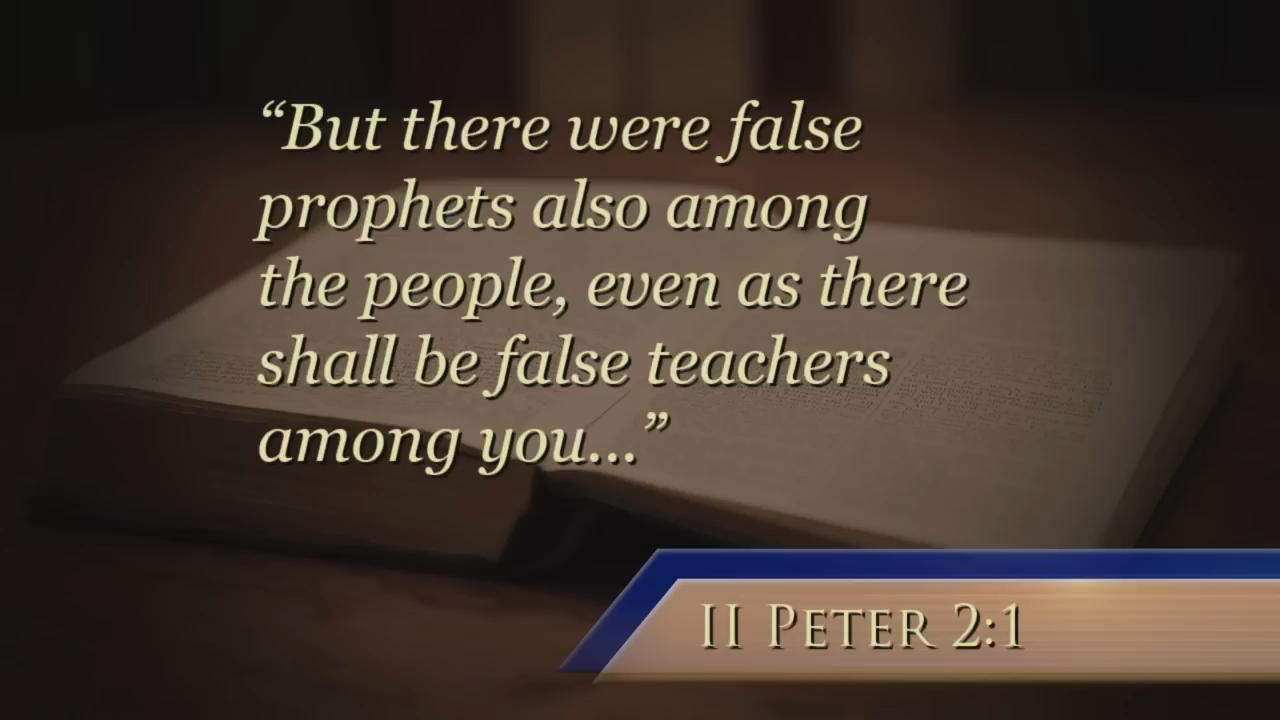 “But there were false
prophets also among
the people, even as there
shall be false teachers
among you...”
II PETER 2:1